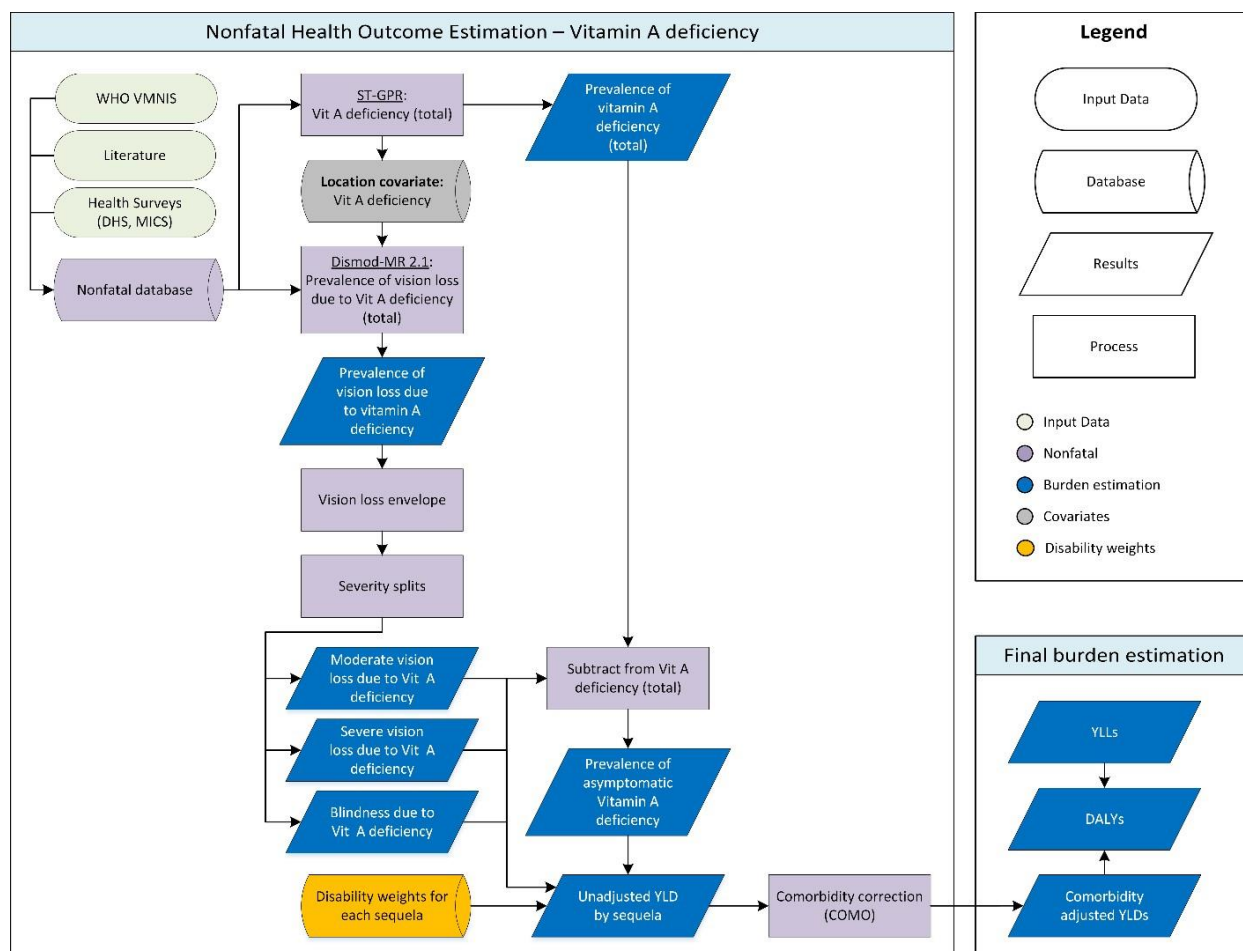 Nonfatal Health Outcome Estimation – Vitamin A deficiency
WHO VMNIS
Literature
Health Surveys
(DHS, MICS)
Nonfatal database
ST-GPR:
Vit A deficiency (total)
Location covariate:
Vit A deficiency
Dismod-MR 2.1:
Prevalence of vision loss
due to Vit A deficiency
(total)
Prevalence of
vitamin A
deficiency
(total)
Prevalence of
vision loss due
to vitamin A
deficiency
Vision loss envelope
Severity splits
Moderate vision
loss due to Vit A
deficiency
Severe vision
loss due to Vit A
deficiency
Blindness due to
Vit A deficiency
Subtract from Vit A
deficiency (total)
Prevalence of
asymptomatic
Vitamin A
deficiency
Disability weights for
each sequela
Unadjusted YLD
by sequela
Comorbidity correction
(COMO)
Legend
Input Data
Database
Results
Process
Input Data
Nonfatal
Burden estimation
Covariates
Disability weights
Final burden estimation
YLLs
DALYs
Comorbidity
adjusted YLDs